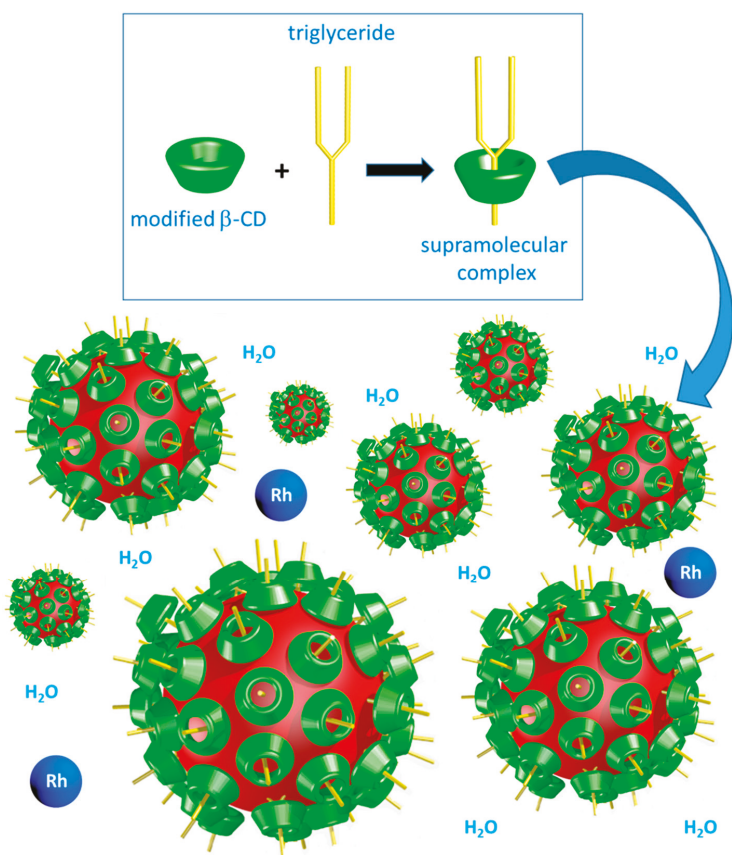 triglyceride
+
modified β-CD
supramolecular
complex
H₂O
H₂O
H₂O
Rh
H₂O
H₂O
Rh
H₂O
Rh
H₂O
H₂O